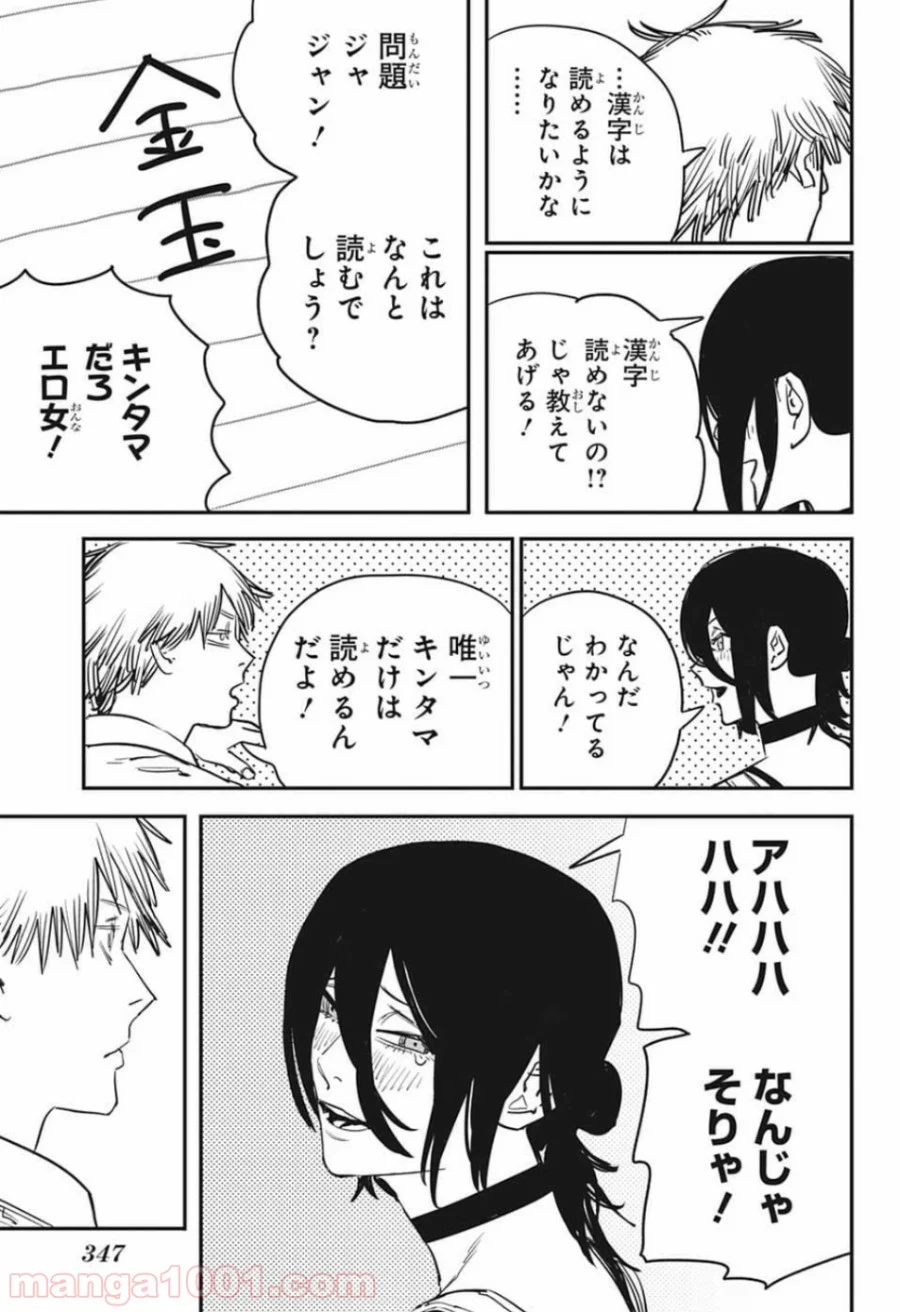 …漢字は
読めるように
なりたいかな
……
漢字
読めないの!?
じゃ教えて
あげる!
問題
ジャ
ジャン!
これは
なんと
読むで
しょう?
金玉
キンタマ
だろ
エロ女!
なんだ
わかってる
じゃん!
唯一
キンタマ
だけは
読めるん
だよ!
アハハハ
ハハ!!
なんじゃ
そりゃ!
347
manga1001.com